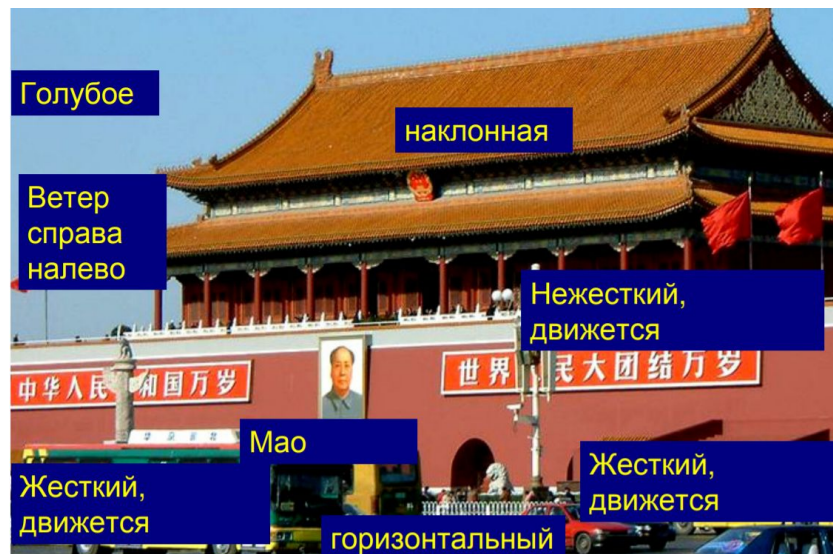 Голубое
наклонная
Ветер
справа
налево
Нежесткий,
движется
中华人民 和国万岁
世界 民大团结万岁
Мао
Жесткий,
движется
Жесткий,
движется
горизонтальный